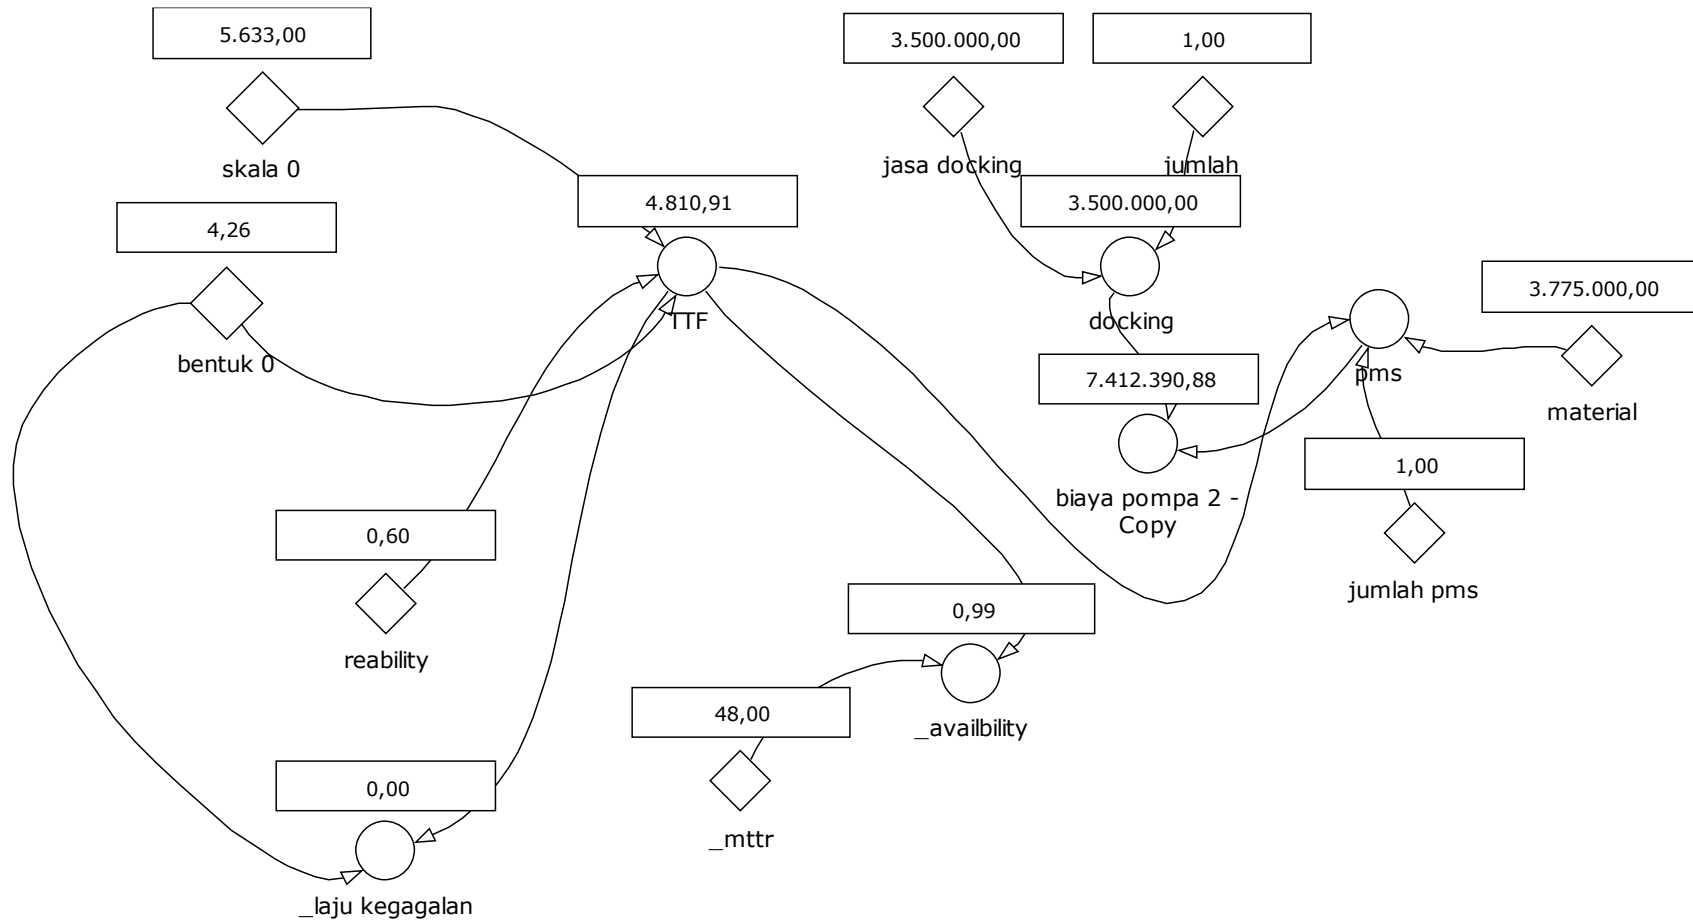 5.633,00
skala 0
4,26
bentuk 0
4.810,91
TTF
3.500.000,00
jasa docking
1,00
jumlah
3.500.000,00
docking
7.412.390,88
biaya pompa 2 -
Copy
pms
3.775.000,00
material
1,00
jumlah pms
0,60
reability
0,99
_availbility
48,00
_mttr
0,00
_laju kegagalan